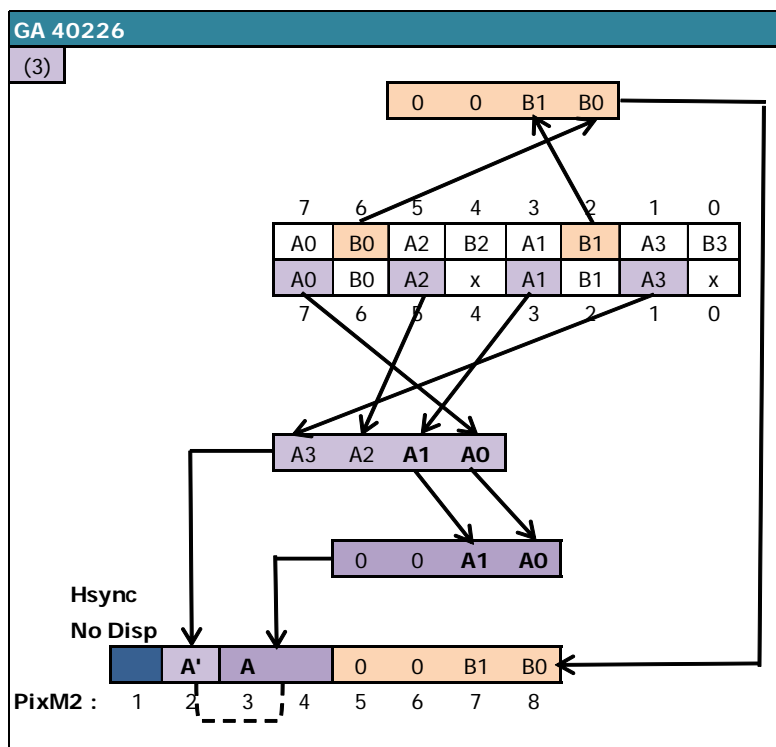 GA 40226
(3)
0 0 B1 B0
7 6 5 4 3 2 1 0
A0 B0 A2 B2 A1 B1 A3 B3
A0 B0 A2 x A1 B1 A3 x
7 6 5 4 3 2 1 0
A3 A2 A1 A0
0 0 A1 A0
Hsync
No Disp
A' A 0 0 B1 B0
PixM2 : 1 2 3 4 5 6 7 8